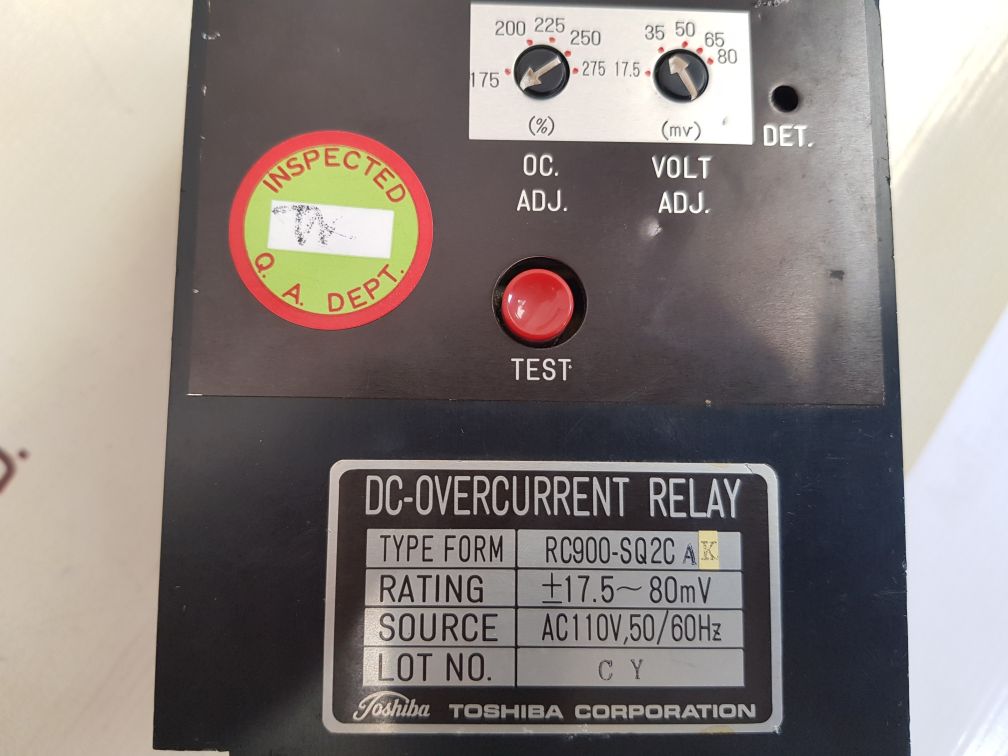 200 225 250
175 275
(%)
OC.
ADJ.
35 50 65
17.5 80
(mv)
VOLT
ADJ.
DET.
INSPECTED
Q. A. DEPT.
TEST
DC-OVERCURRENT RELAY
TYPE FORM RC900-SQ2C A K
RATING ±17.5~80mV
SOURCE AC110V,50/60Hz
LOT NO. C Y
Toshiba TOSHIBA CORPORATION